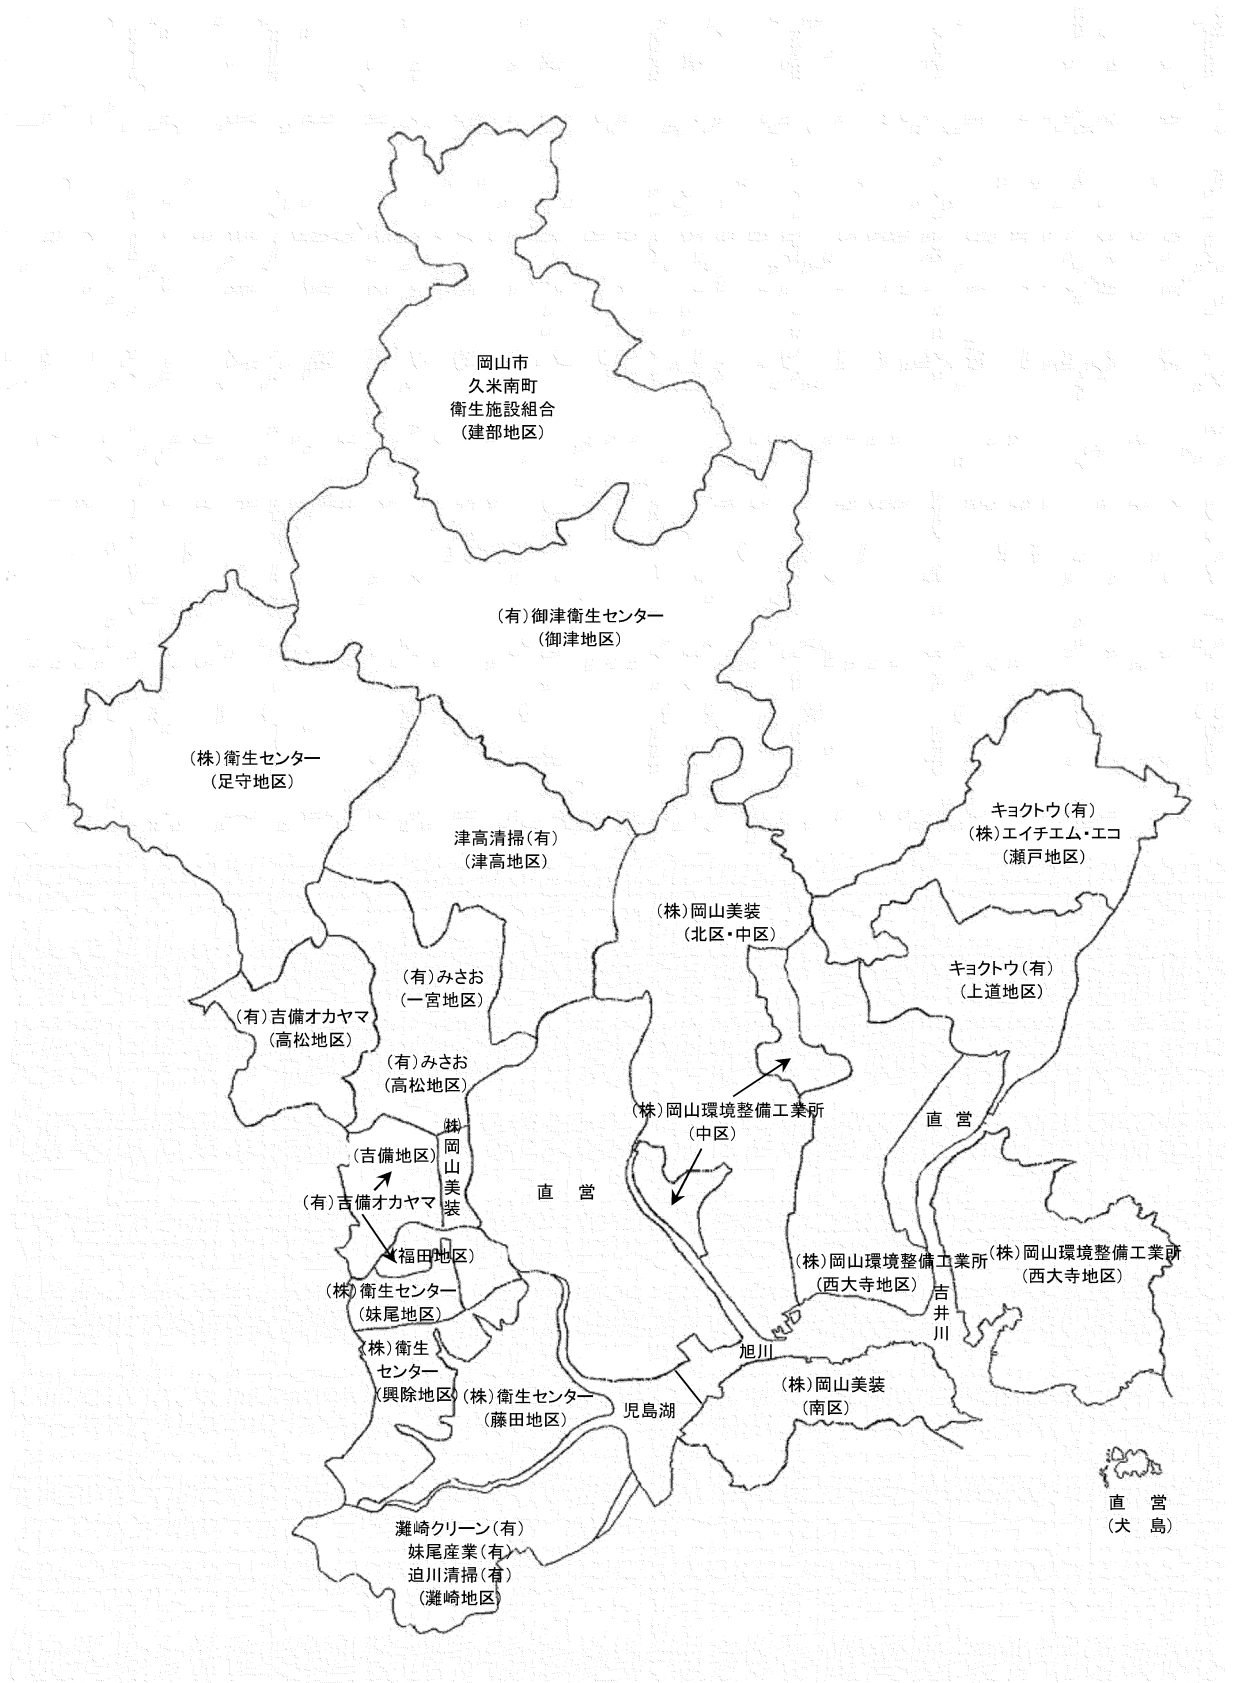 岡山市
久米南町
衛生施設組合
（建部地区）
（有）御津衛生センター
（御津地区）
（株）衛生センター
（足守地区）
津高清掃（有）
（津高地区）
キョクトウ（有）
（株）エイチエム・エコ
（瀬戸地区）
（株）岡山美装
（北区・中区）
キョクトウ（有）
（上道地区）
（有）みさお
（一宮地区）
（有）吉備オカヤマ
（高松地区）
（有）みさお
（高松地区）
（株）岡山環境整備工業所
（中区）
直　営
㈱岡山美装
（吉備地区）
（有）吉備オカヤマ
直　営
（福田地区）
（株）岡山環境整備工業所
（西大寺地区）
（株）岡山環境整備工業所
（西大寺地区）
吉井川
（株）衛生センター
（妹尾地区）
旭川
（株）衛生
センター
（興除地区）
（株）衛生センター
（藤田地区）
児島湖
（株）岡山美装
（南区）
直　営
（犬　島）
灘崎クリーン（有）
妹尾産業（有）
迫川清掃（有）
（灘崎地区）